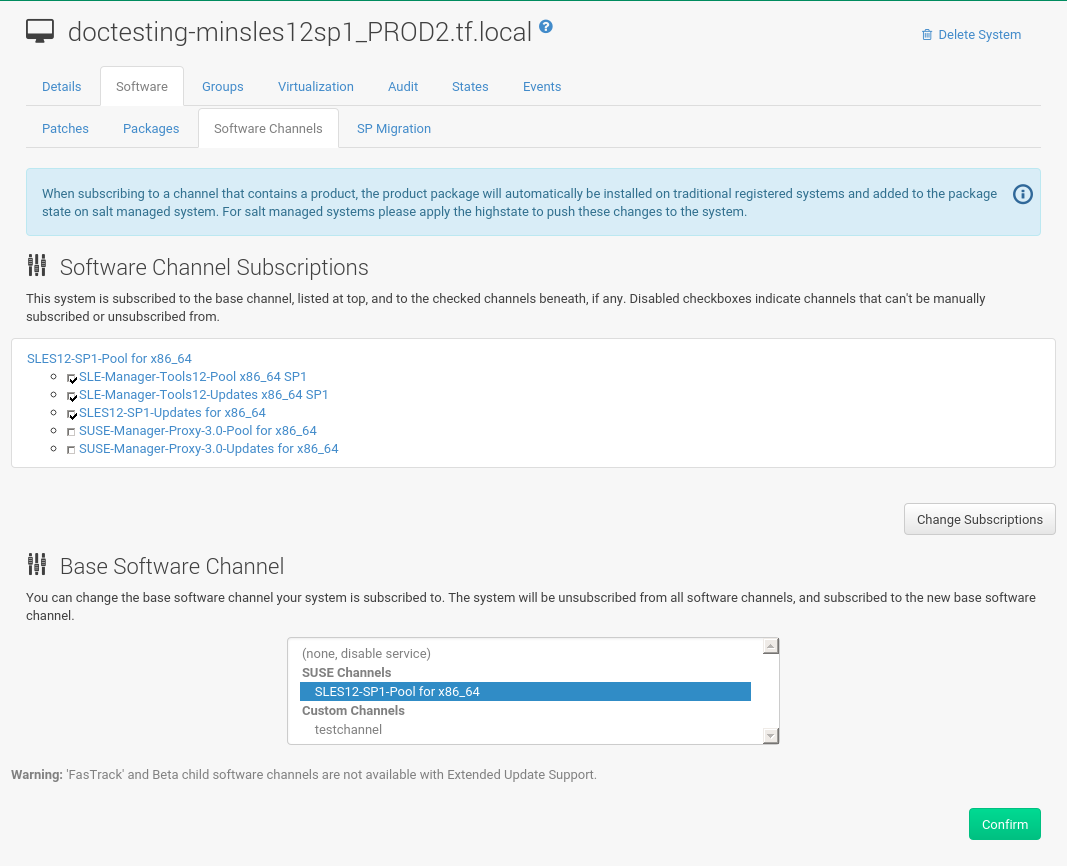 doctesting-minsles12sp1_PROD2.tf.local ?
Delete System
Details Software Groups Virtualization Audit States Events
Patches Packages Software Channels SP Migration
When subscribing to a channel that contains a product, the product package will automatically be installed on traditional registered systems and added to the package
state on salt managed system. For salt managed systems please apply the highstate to push these changes to the system.
Software Channel Subscriptions
This system is subscribed to the base channel, listed at top, and to the checked channels beneath, if any. Disabled checkboxes indicate channels that can't be manually
subscribed or unsubscribed from.
SLES12-SP1-Pool for x86_64
SLE-Manager-Tools12-Pool x86_64 SP1
SLE-Manager-Tools12-Updates x86_64 SP1
SLES12-SP1-Updates for x86_64
SUSE-Manager-Proxy-3.0-Pool for x86_64
SUSE-Manager-Proxy-3.0-Updates for x86_64
Change Subscriptions
Base Software Channel
You can change the base software channel your system is subscribed to. The system will be unsubscribed from all software channels, and subscribed to the new base software
channel.
(none, disable service)
SUSE Channels
SLES12-SP1-Pool for x86_64
Custom Channels
testchannel
Warning: 'FasTrack' and Beta child software channels are not available with Extended Update Support.
Confirm